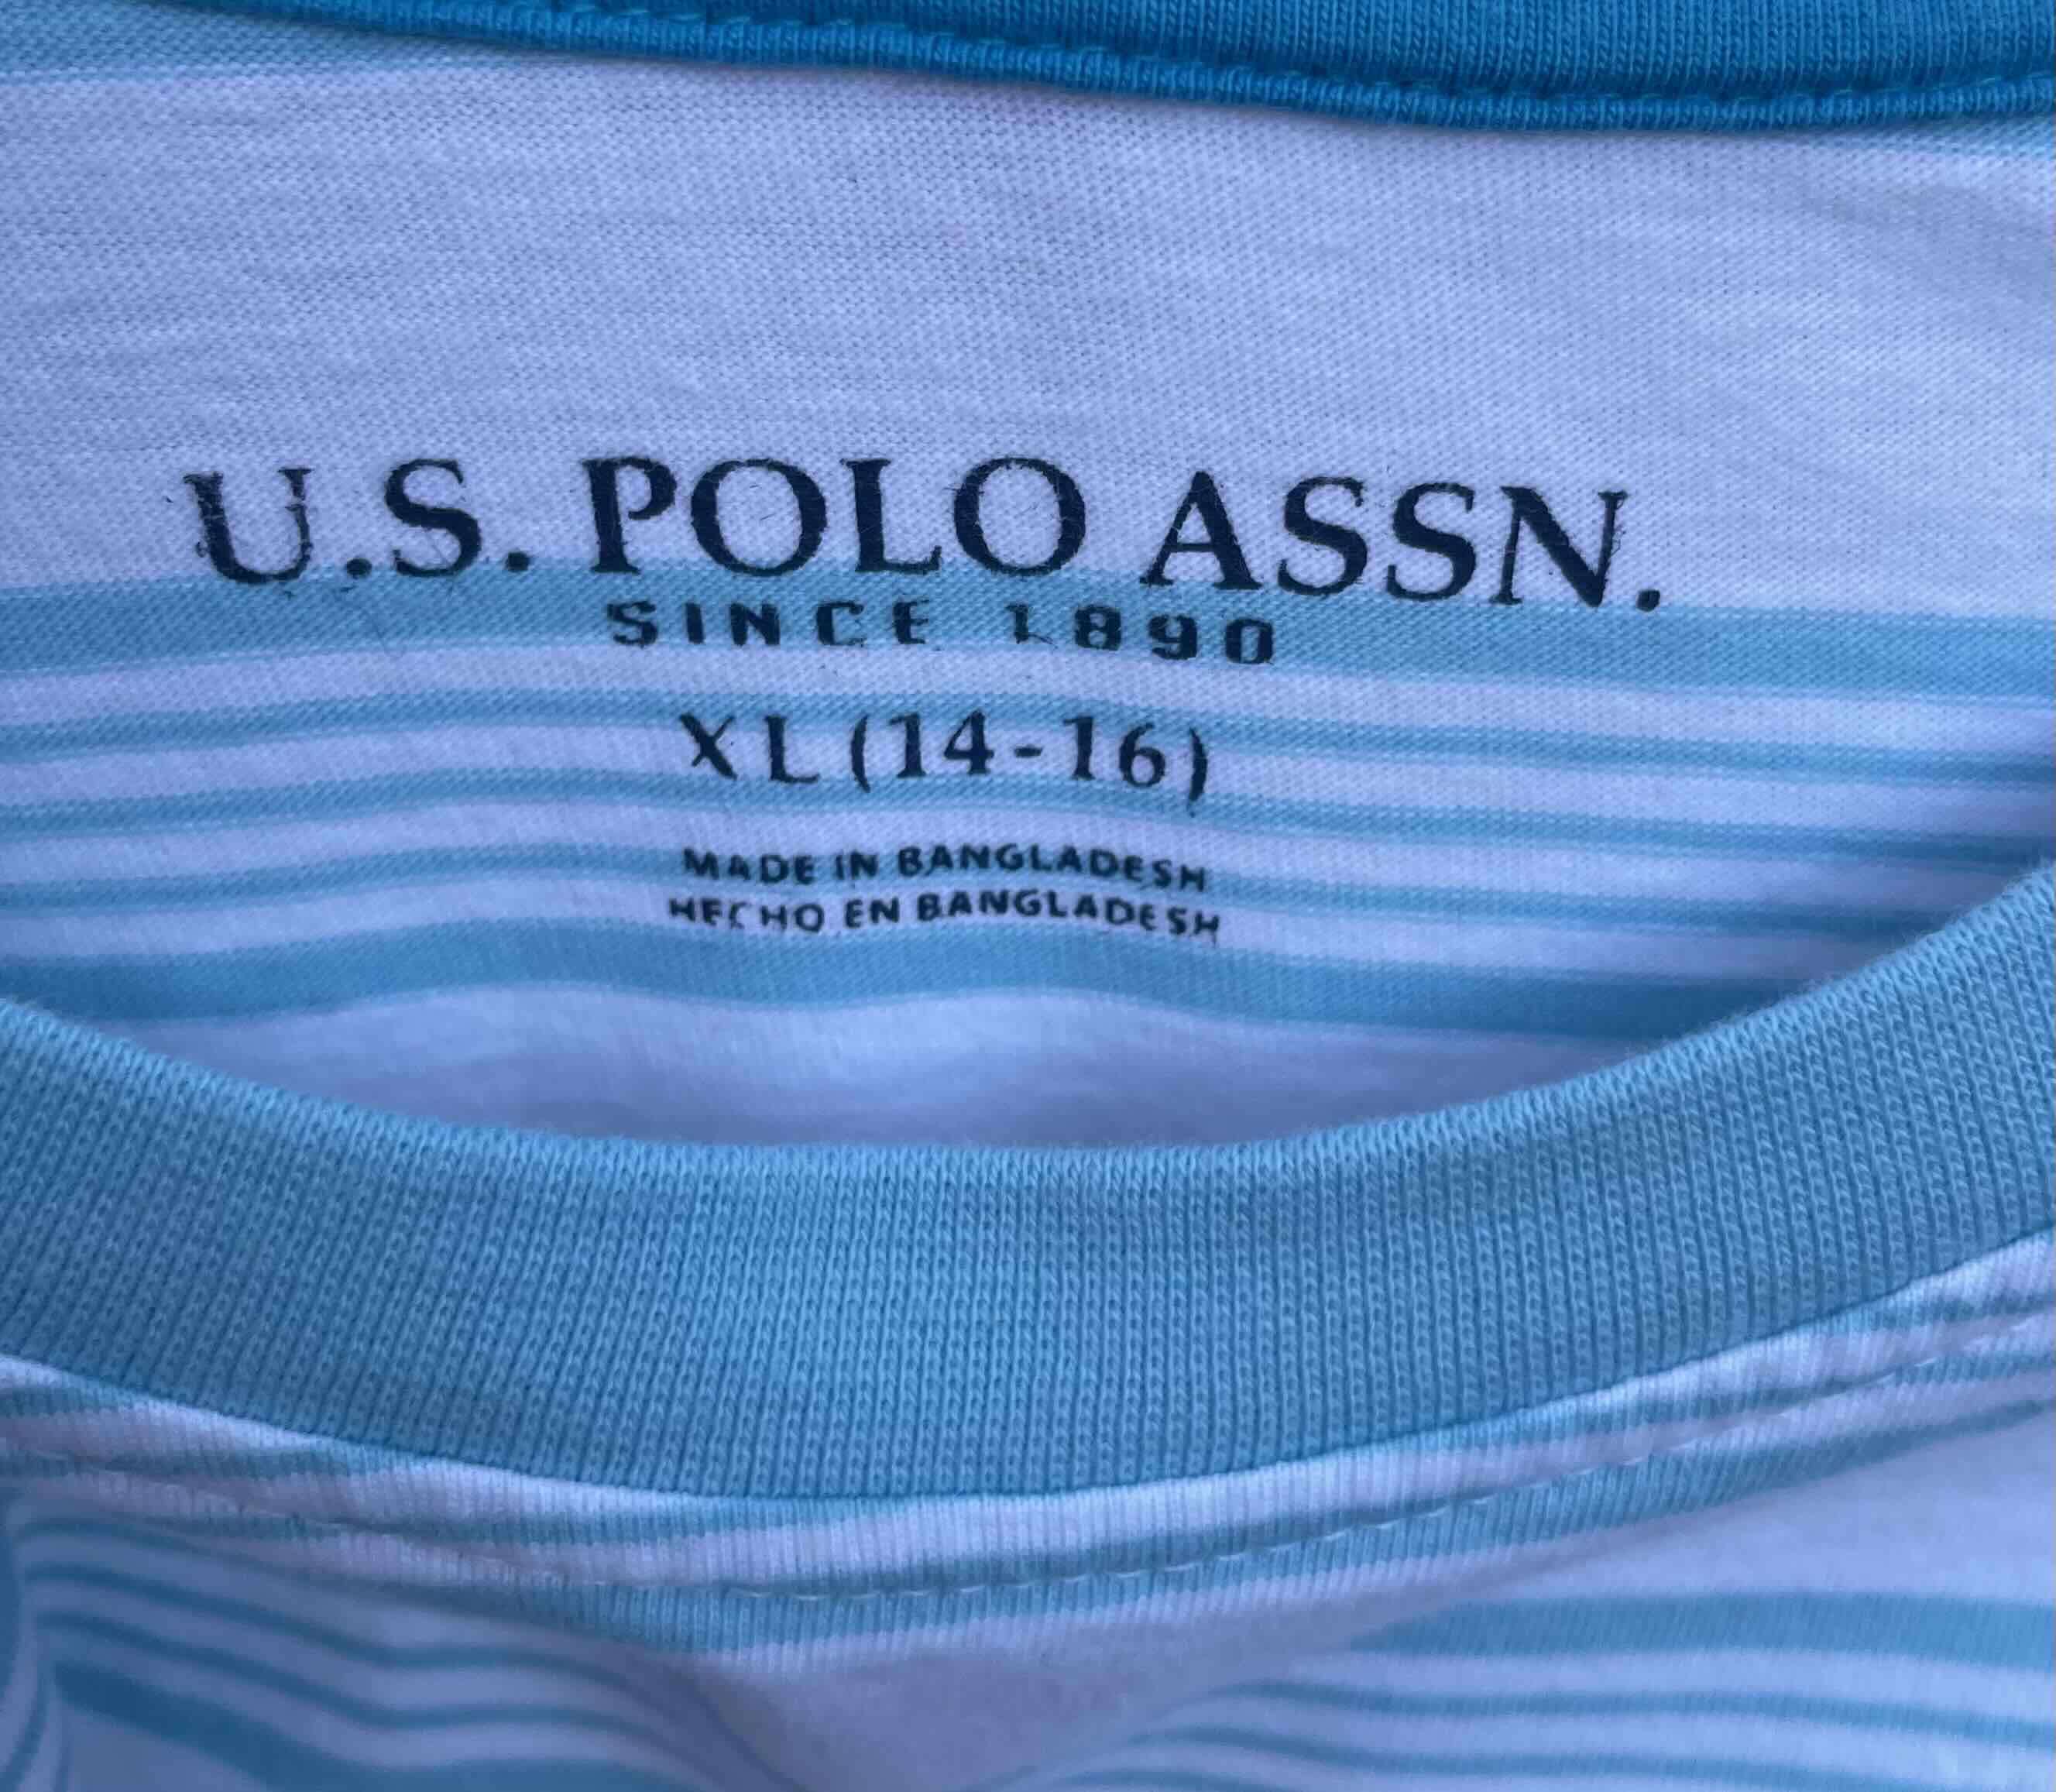 U.S. POLO ASSN.
SINCE 1890
XL (14-16)
MADE IN BANGLADESH
HECHO EN BANGLADESH